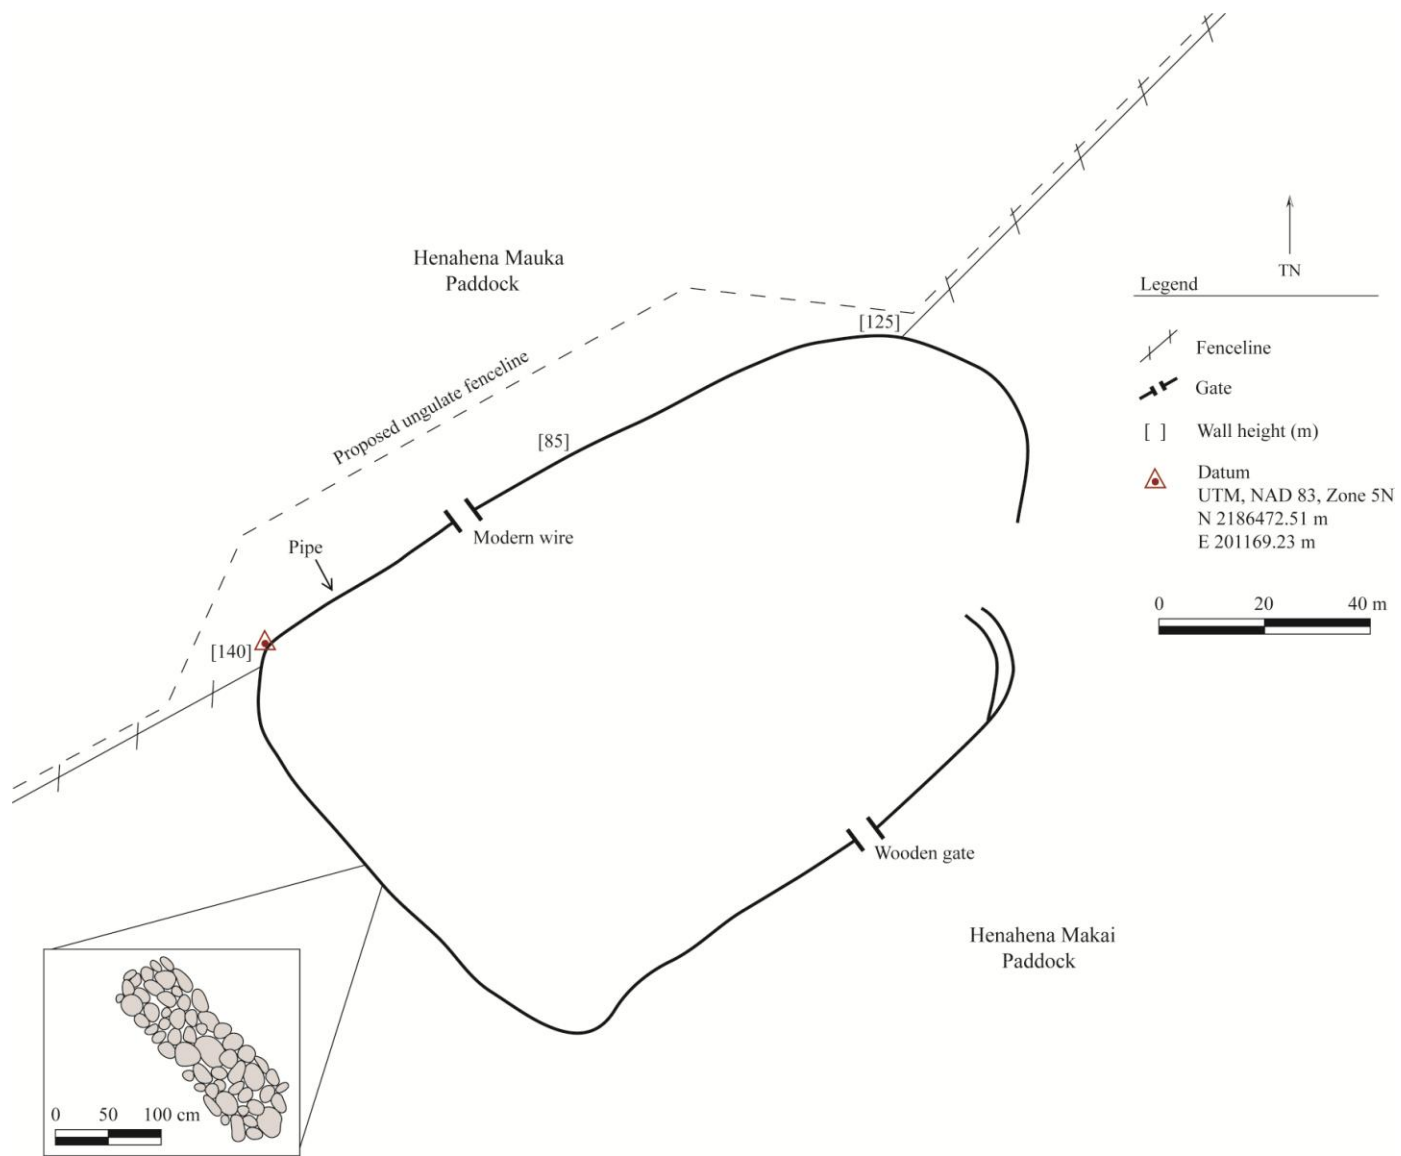 Henahena Mauka
Paddock
TN
Legend
[125]
Fenceline
Proposed ungulate fenceline
Gate
[85]
Wall height (m)
[ ]
Datum
UTM, NAD 83, Zone 5N
N 2186472.51 m
E 201169.23 m
Modern wire
Pipe
0 20 40 m
[140]
Wooden gate
Henahena Makai
Paddock
0 50 100 cm